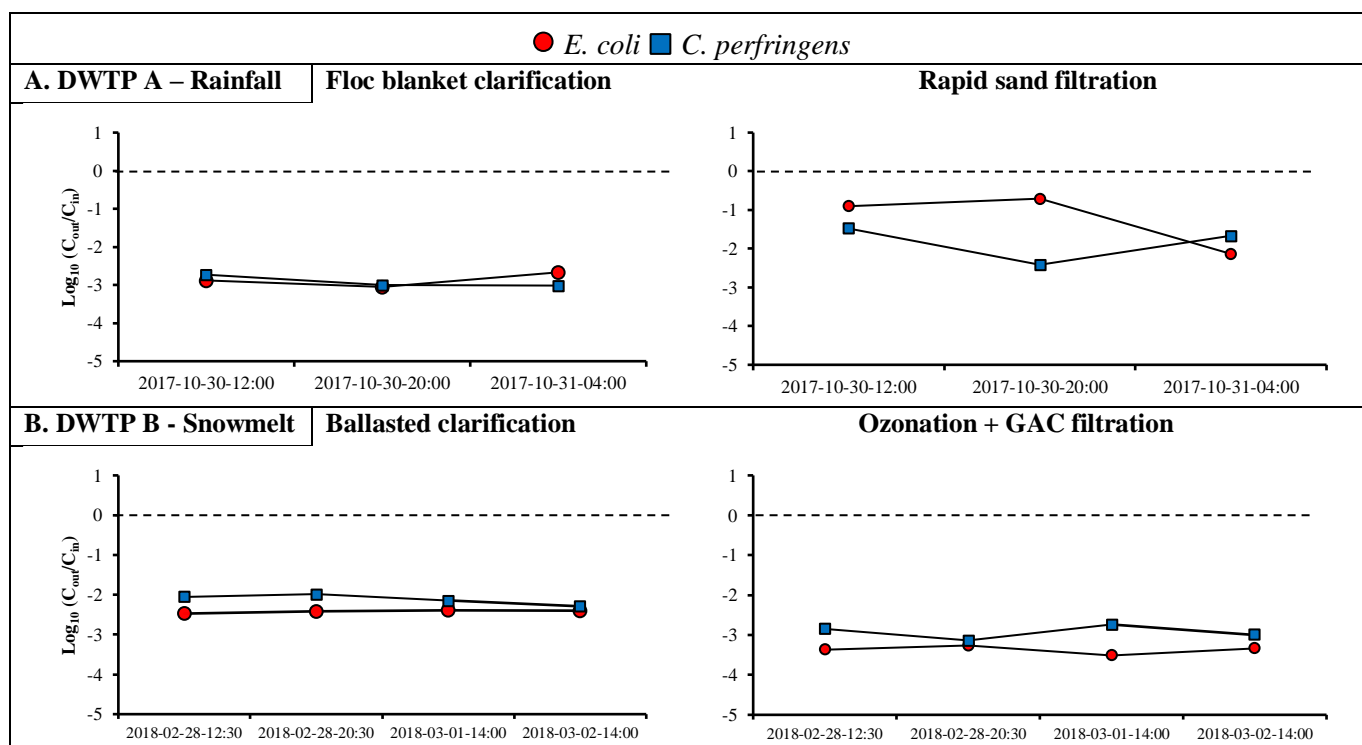 E. coli C. perfringens
A. DWTP A – Rainfall
Floc blanket clarification
Rapid sand filtration
Log10 (Cout/Cin)
1
0
-1
-2
-3
-4
-5
2017-10-30-12:00 2017-10-30-20:00 2017-10-31-04:00
1
0
-1
-2
-3
-4
-5
2017-10-30-12:00 2017-10-30-20:00 2017-10-31-04:00
B. DWTP B - Snowmelt
Ballasted clarification
Ozonation + GAC filtration
Log10 (Cout/Cin)
1
0
-1
-2
-3
-4
-5
2018-02-28-12:30 2018-02-28-20:30 2018-03-01-14:00 2018-03-02-14:00
1
0
-1
-2
-3
-4
-5
2018-02-28-12:30 2018-02-28-20:30 2018-03-01-14:00 2018-03-02-14:00